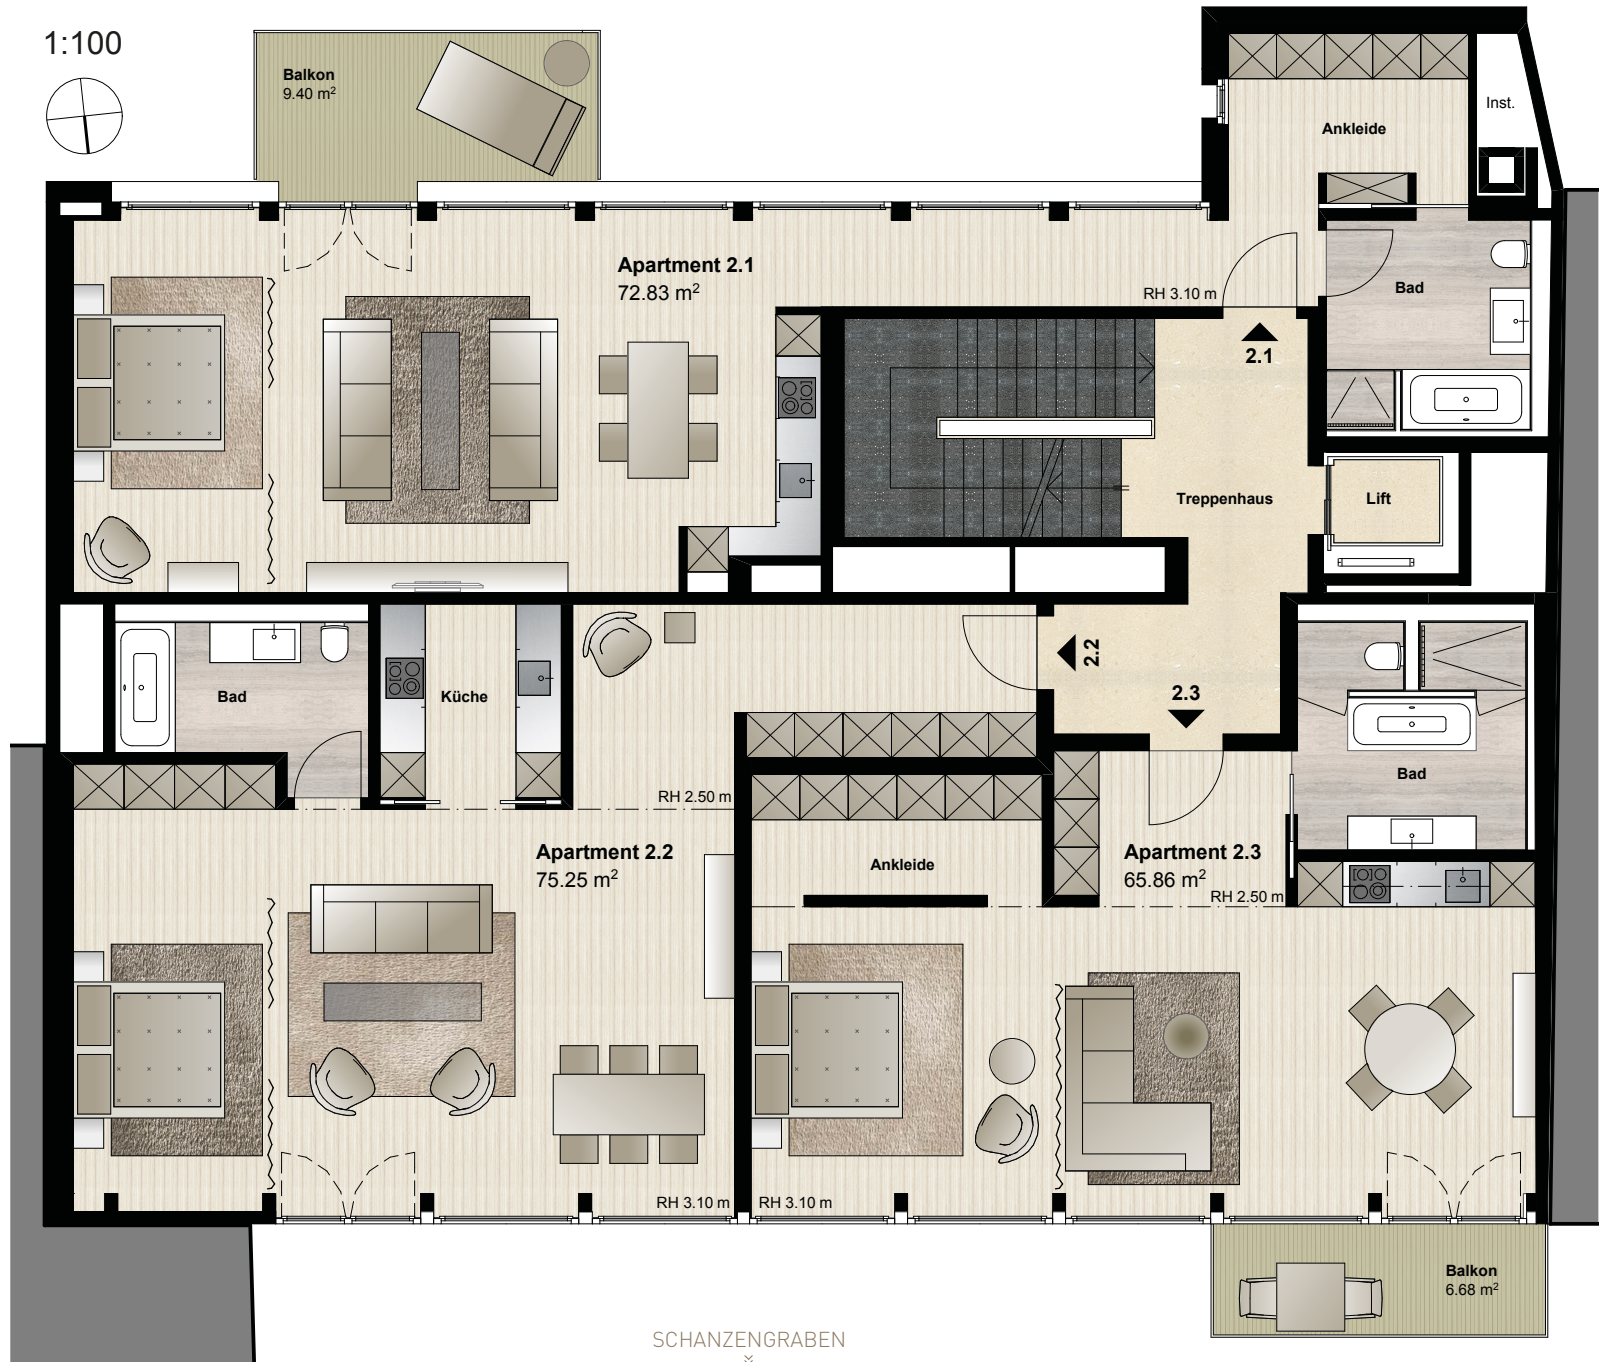 1:100
Balkon
9.40 m²
Inst.
Ankleide
Apartment 2.1
72.83 m²
RH 3.10 m
Bad
2.1
Treppenhaus
Lift
2.2
2.3
Bad
Küche
RH 2.50 m
Bad
Apartment 2.2
75.25 m²
Ankleide
Apartment 2.3
65.86 m²
RH 2.50 m
RH 3.10 m
RH 3.10 m
Balkon
6.68 m²
SCHANZENGRABEN